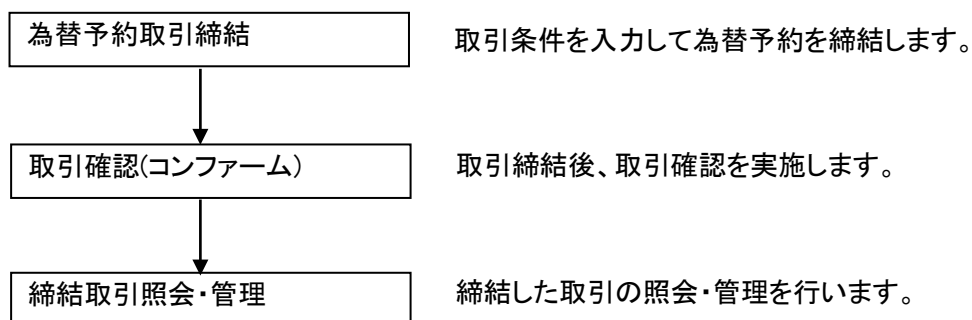 為替予約取引締結
取引条件を入力して為替予約を締結します。
取引確認(コンファーム)
取引締結後、取引確認を実施します。
締結取引照会・管理
締結した取引の照会・管理を行います。